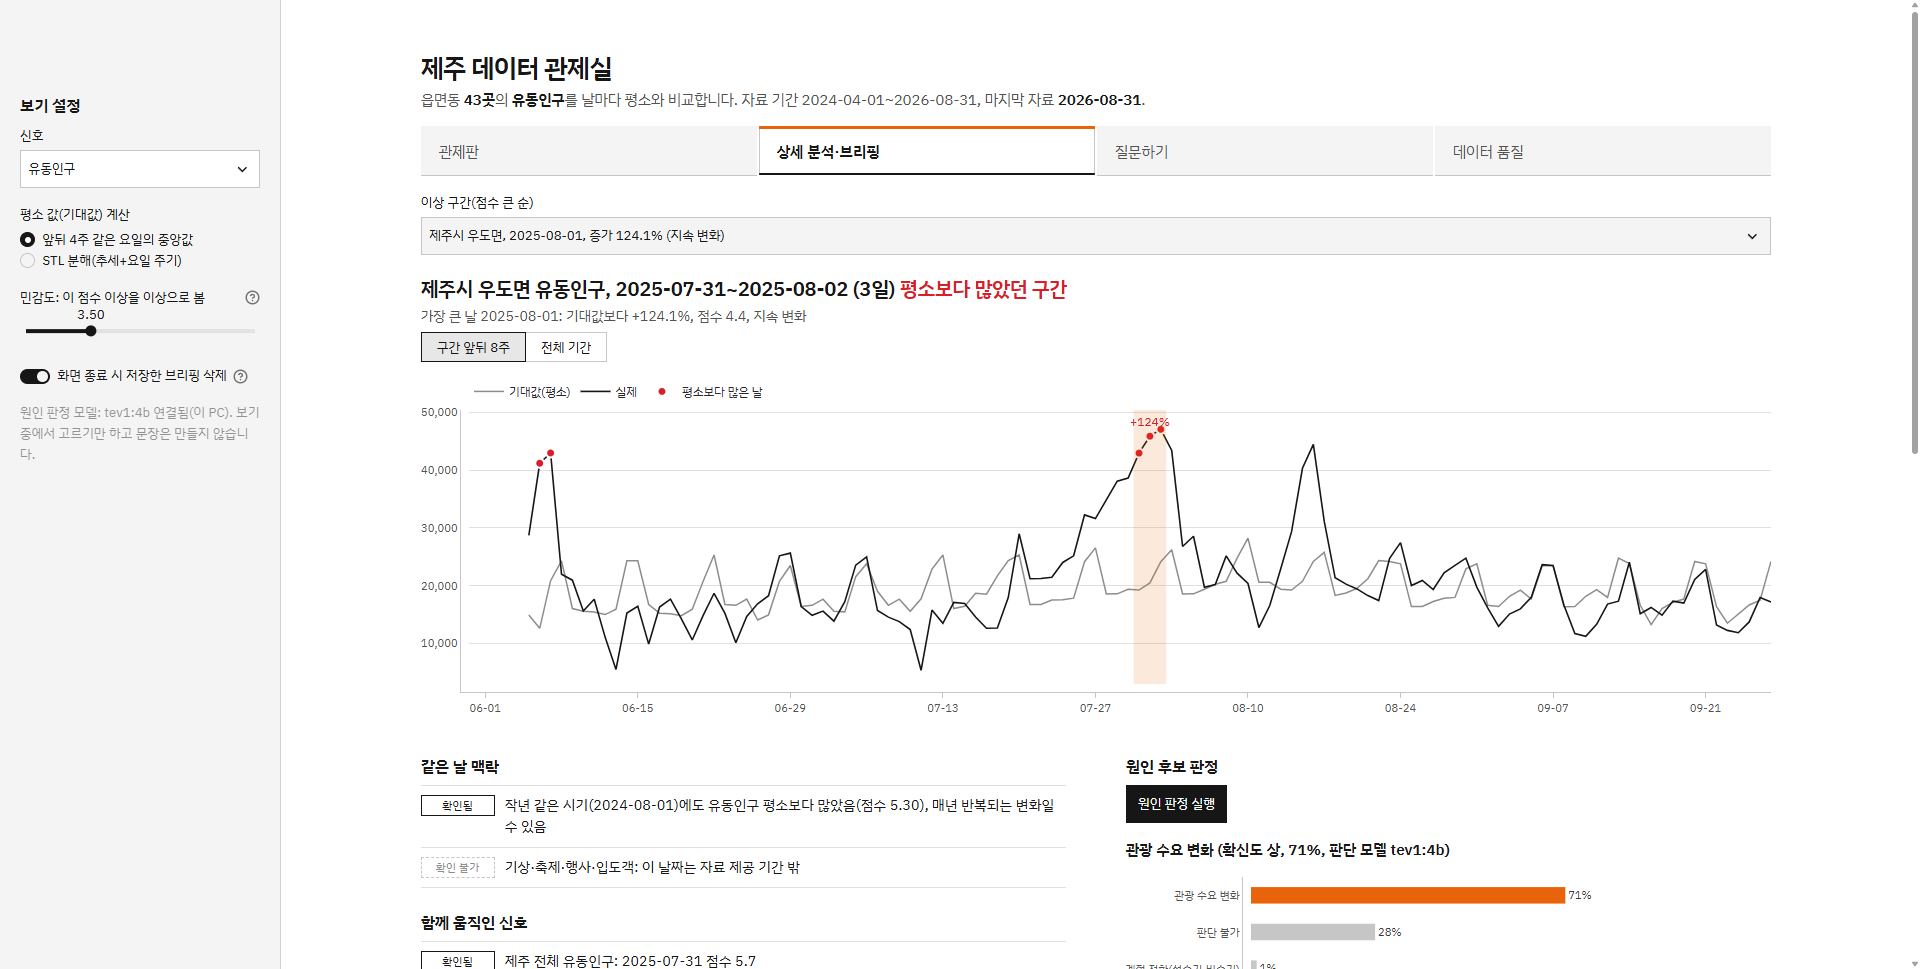 보기 설정
신호
유동인구
평소 값(기대값) 계산
앞뒤 4주 같은 요일의 중앙값
STL 분해(추세+요일 주기)
민감도: 이 점수 이상을 이상으로 봄
3.50
화면 종료 시 저장한 브리핑 삭제
원인 판정 모델: tev1:4b 연결됨(이 PC). 보기
중에서 고르기만 하고 문장은 만들지 않습니
다.
제주 데이터 관제실
읍면동 43곳의 유동인구를 날마다 평소와 비교합니다. 자료 기간 2024-04-01~2026-08-31, 마지막 자료 2026-08-31.
관제판
상세 분석·브리핑
질문하기
데이터 품질
이상 구간(점수 큰 순)
제주시 우도면, 2025-08-01, 증가 124.1% (지속 변화)
제주시 우도면 유동인구, 2025-07-31~2025-08-02 (3일) 평소보다 많았던 구간
가장 큰 날 2025-08-01: 기대값보다 +124.1%, 점수 4.4, 지속 변화
구간 앞뒤 8주
전체 기간
기대값(평소)
실제
평소보다 많은 날
50,000
40,000
30,000
20,000
10,000
+124%
06-01
06-15
06-29
07-13
07-27
08-10
08-24
09-07
09-21
같은 날 맥락
확인됨
작년 같은 시기(2024-08-01)에도 유동인구 평소보다 많았음(점수 5.30), 매년 반복되는 변화일
수 있음
확인 불가
기상·축제·행사·입도객: 이 날짜는 자료 제공 기간 밖
함께 움직인 신호
확인됨
제주 전체 유동인구: 2025-07-31 점수 5.7
원인 후보 판정
원인 판정 실행
관광 수요 변화 (확신도 상, 71%, 판단 모델 tev1:4b)
관광 수요 변화
71%
판단 불가
28%
1%